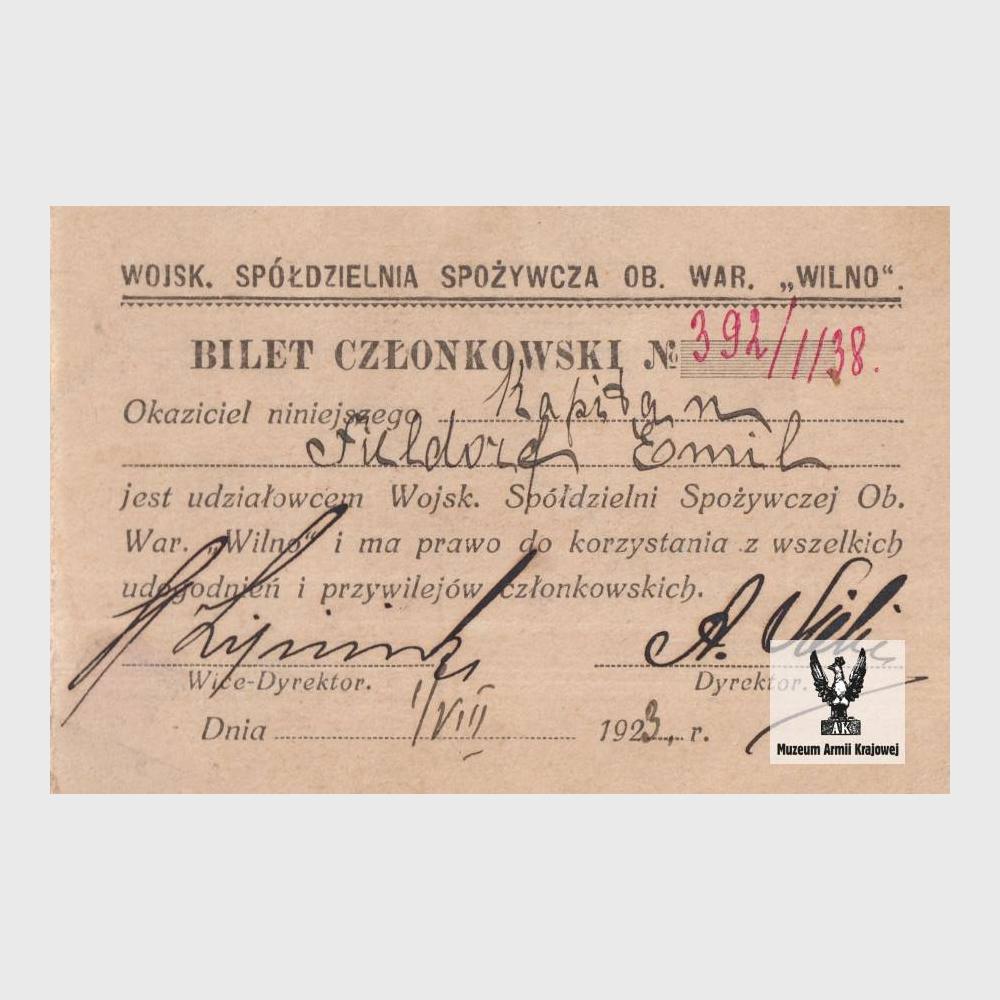 WOJSK. SPÓŁDZIELNIA SPOŻYWCZA OB. WAR. „WILNO“.
BILET CZŁONKOWSKI № 392/I/38.
Okaziciel niniejszego Kapitan
Fieldorf Emil
jest udziałowcem Wojsk. Spółdzielni Spożywczej Ob.
War. „Wilno“ i ma prawo do korzystania z wszelkich
udogodnień i przywilejów członkowskich.
Wice-Dyrektor. Dyrektor.
Dnia 1/VIII 1923. r.
AK
Muzeum Armii Krajowej